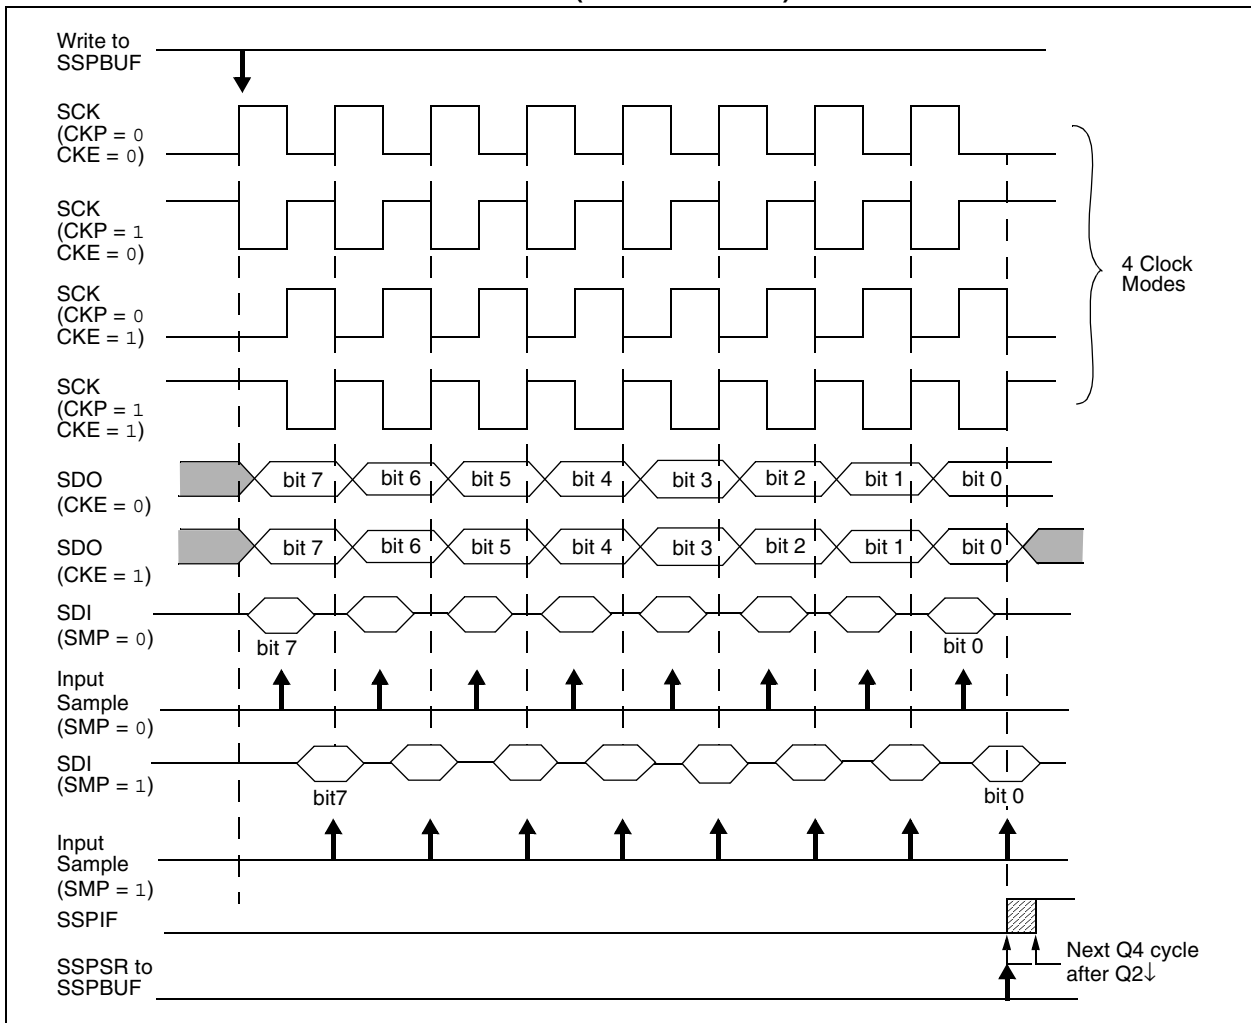 Write to
SSPBUF
SCK
(CKP = 0
CKE = 0)
SCK
(CKP = 1
CKE = 0)
4 Clock
Modes
SCK
(CKP = 0
CKE = 1)
SCK
(CKP = 1
CKE = 1)
SDO
(CKE = 0)
bit 7 bit 6 bit 5 bit 4 bit 3 bit 2 bit 1 bit 0
SDO
(CKE = 1)
bit 7 bit 6 bit 5 bit 4 bit 3 bit 2 bit 1 bit 0
SDI
(SMP = 0)
bit 7 bit 0
Input
Sample
(SMP = 0)
SDI
(SMP = 1)
bit7 bit 0
Input
Sample
(SMP = 1)
SSPIF
SSPSR to
SSPBUF
Next Q4 cycle
after Q2↓